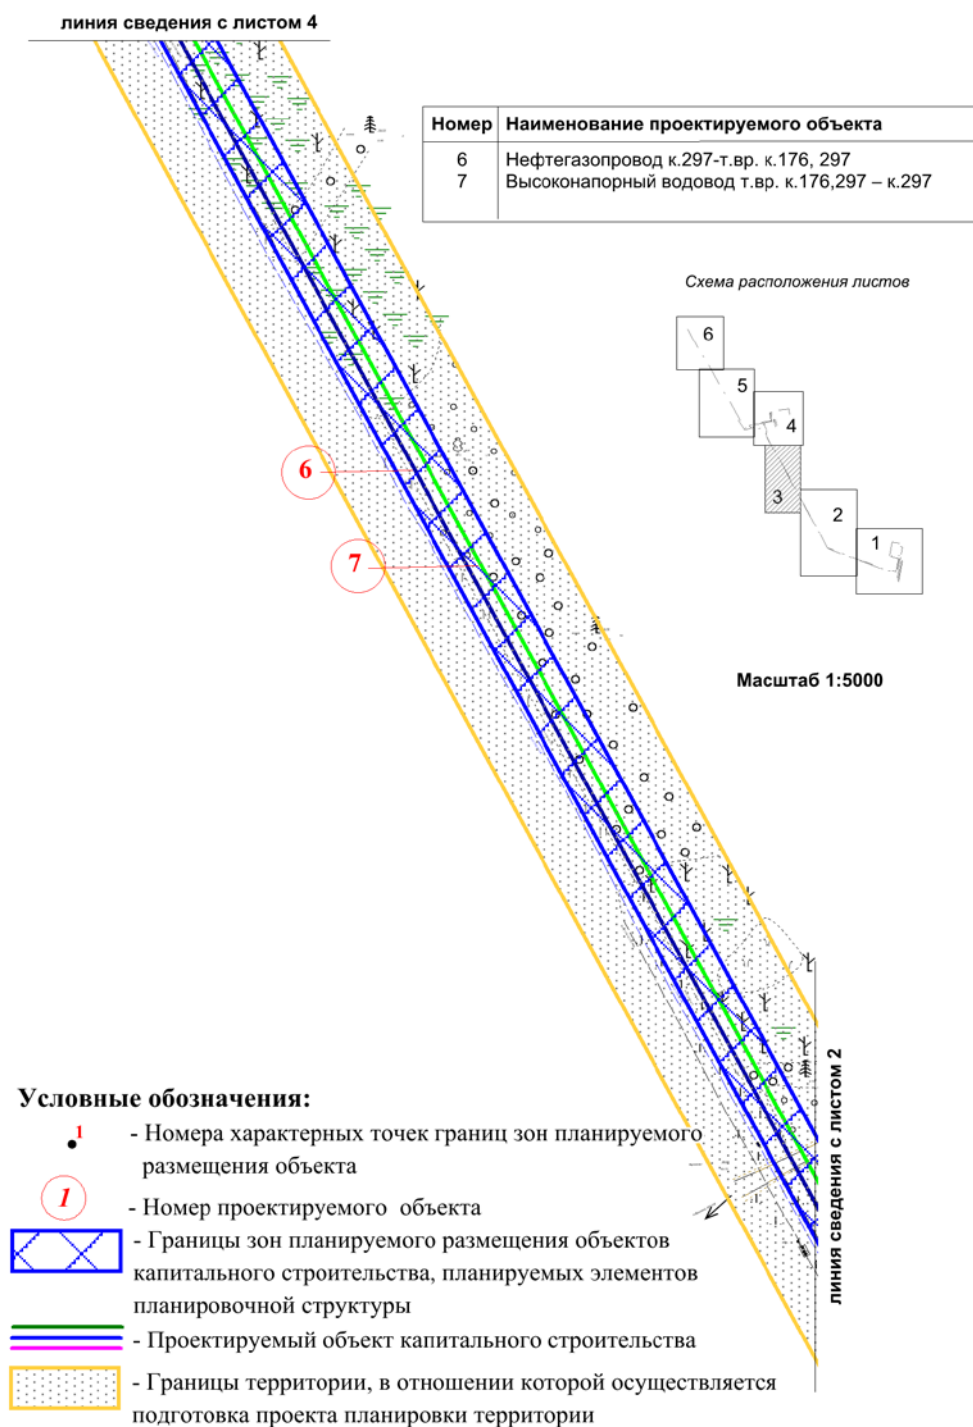 линия сведения с листом 4
Номер Наименование проектируемого объекта
6 Нефтегазопровод к.297-т.вр. к.176, 297
7 Высоконапорный водовод т.вр. к.176,297 – к.297
Схема расположения листов
6
5
4
3
2
1
6
7
Масштаб 1:5000
линия сведения с листом 2
Условные обозначения:
1
- Номера характерных точек границ зон планируемого
размещения объекта
1
- Номер проектируемого объекта
- Границы зон планируемого размещения объектов
капитального строительства, планируемых элементов
планировочной структуры
- Проектируемый объект капитального строительства
- Границы территории, в отношении которой осуществляется
подготовка проекта планировки территории